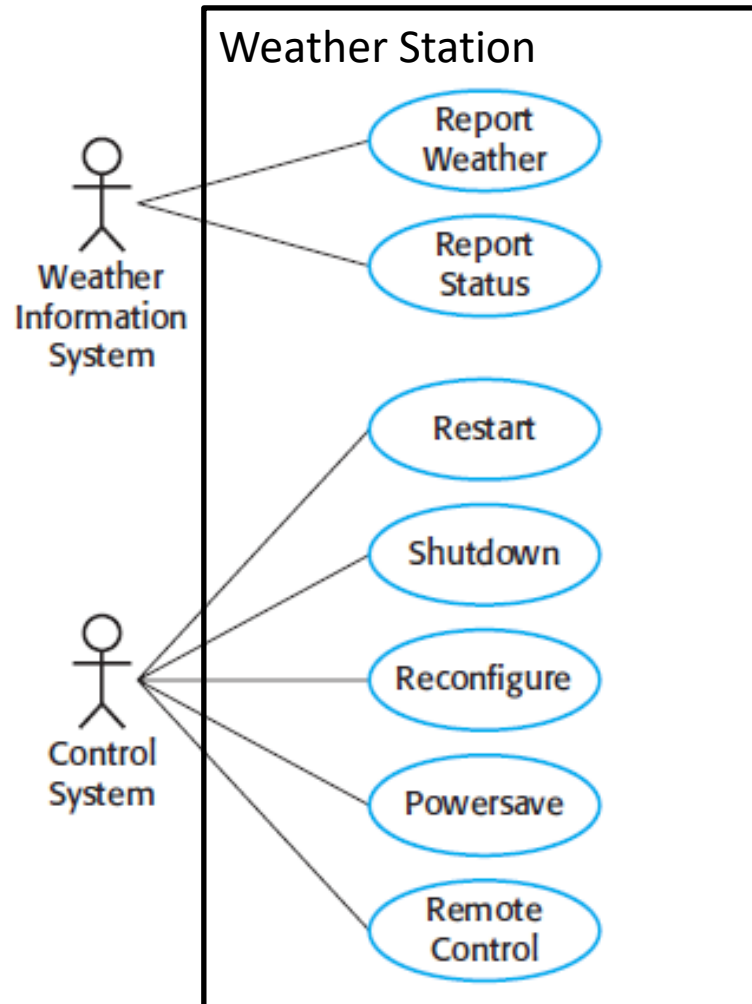 Weather Station
Report
Weather
Report
Status
Weather
Information
System
Restart
Shutdown
Reconfigure
Control
System
Powersave
Remote
Control